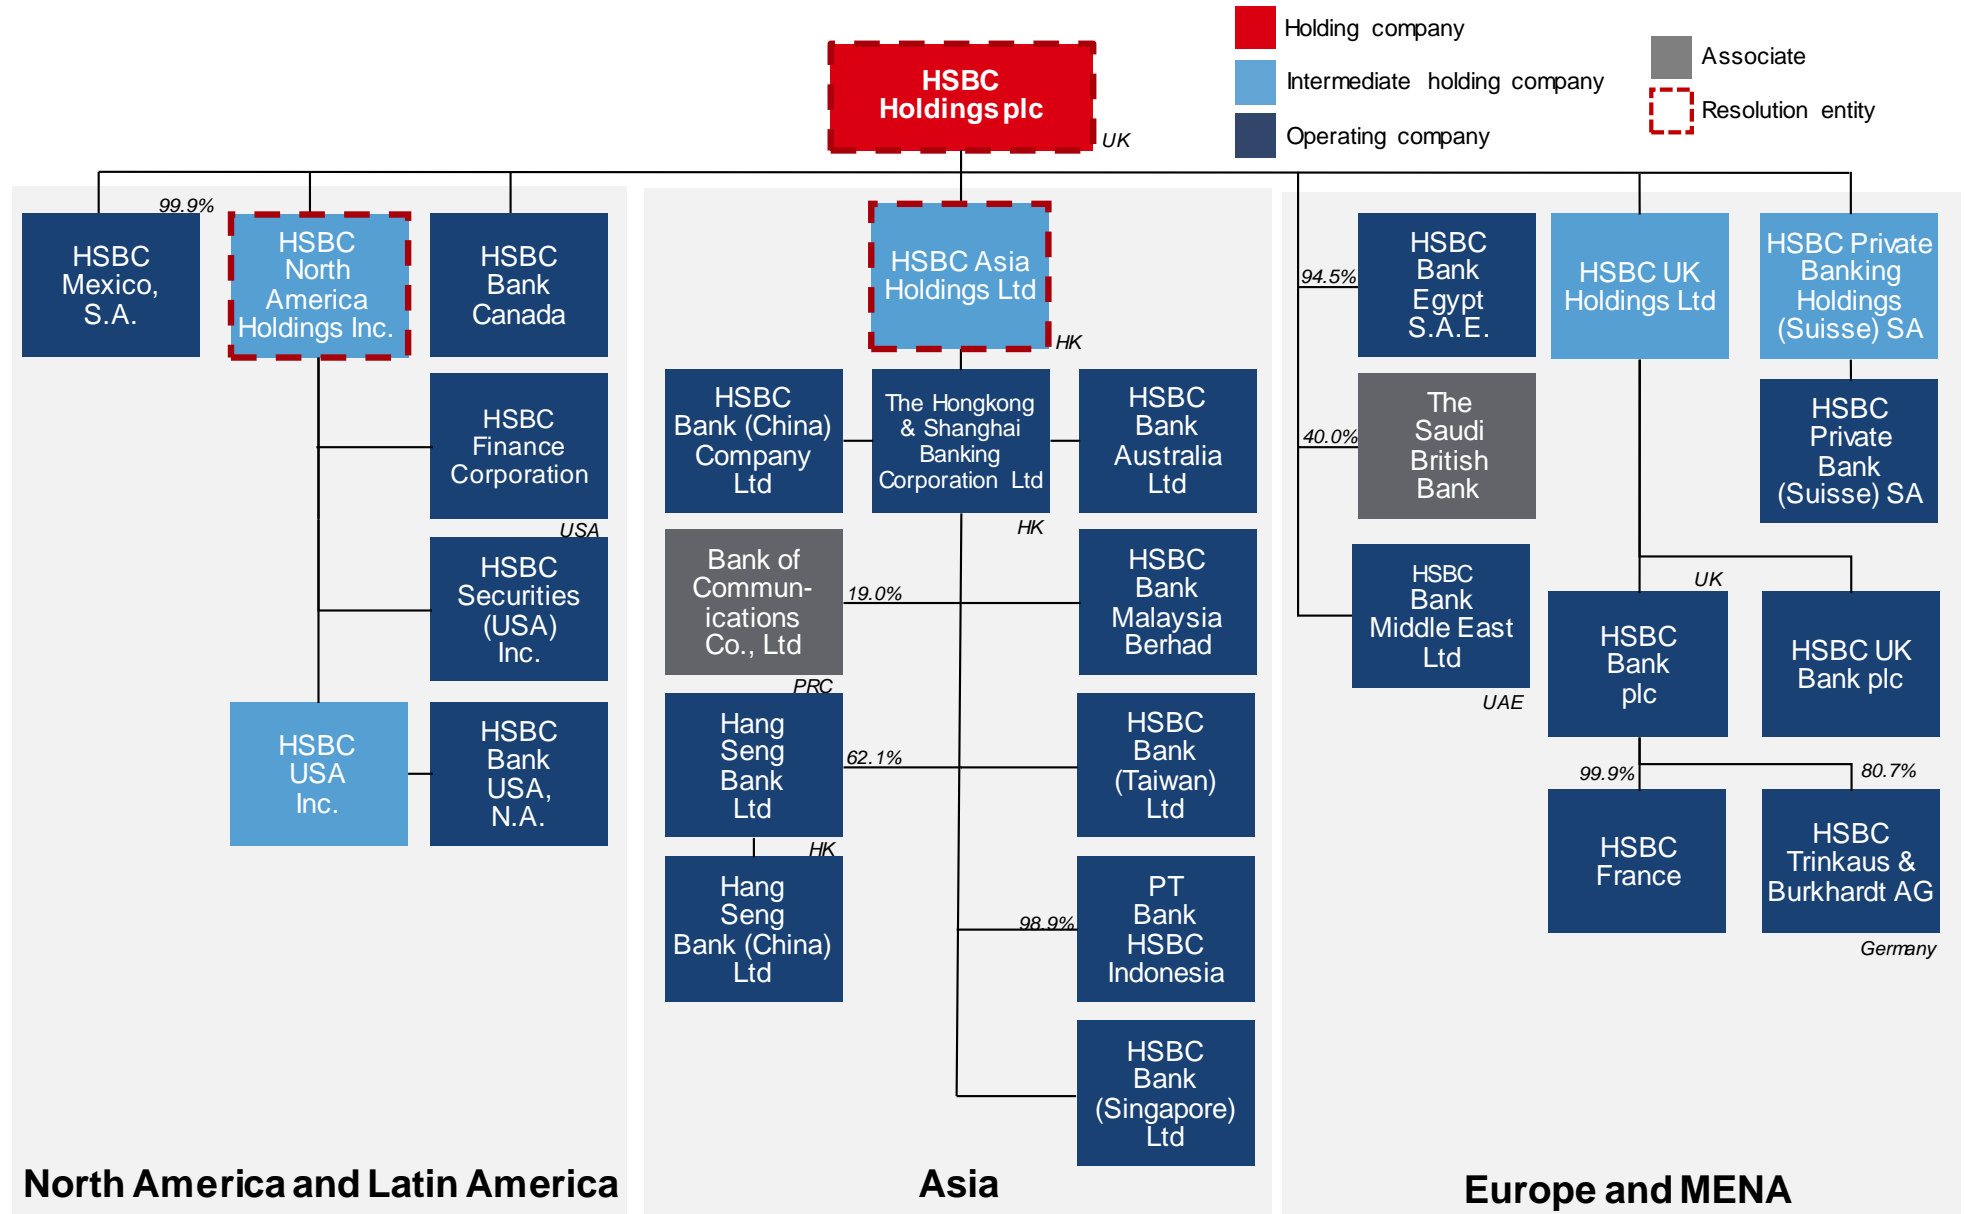 Holding company
Intermediate holding company
Operating company
Associate
Resolution entity
HSBC
Holdings plc
UK
99.9%
HSBC
Mexico,
S.A.
HSBC
North
America
Holdings Inc.
HSBC
Bank
Canada
HSBC
Finance
Corporation
USA
HSBC
Securities
(USA)
Inc.
HSBC
USA
Inc.
HSBC
Bank
USA,
N.A.
North America and Latin America
HSBC Asia
Holdings Ltd
HK
HSBC
Bank (China)
Company
Ltd
The Hongkong
& Shanghai
Banking
Corporation Ltd
HK
HSBC
Bank
Australia
Ltd
Bank of
Commun-
ications
Co., Ltd
19.0%
PRC
HSBC
Bank
Malaysia
Berhad
Hang
Seng
Bank
Ltd
62.1%
HK
HSBC
Bank
(Taiwan)
Ltd
Hang
Seng
Bank (China)
Ltd
98.9%
PT
Bank
HSBC
Indonesia
HSBC
Bank
(Singapore)
Ltd
Asia
94.5%
HSBC
Bank
Egypt
S.A.E.
HSBC UK
Holdings Ltd
HSBC Private
Banking
Holdings
(Suisse) SA
40.0%
The
Saudi
British
Bank
HSBC
Private
Bank
(Suisse) SA
HSBC
Bank
Middle East
Ltd
UAE
UK
HSBC
Bank
plc
HSBC UK
Bank plc
99.9%
80.7%
HSBC
France
HSBC
Trinkaus &
Burkhardt AG
Germany
Europe and MENA